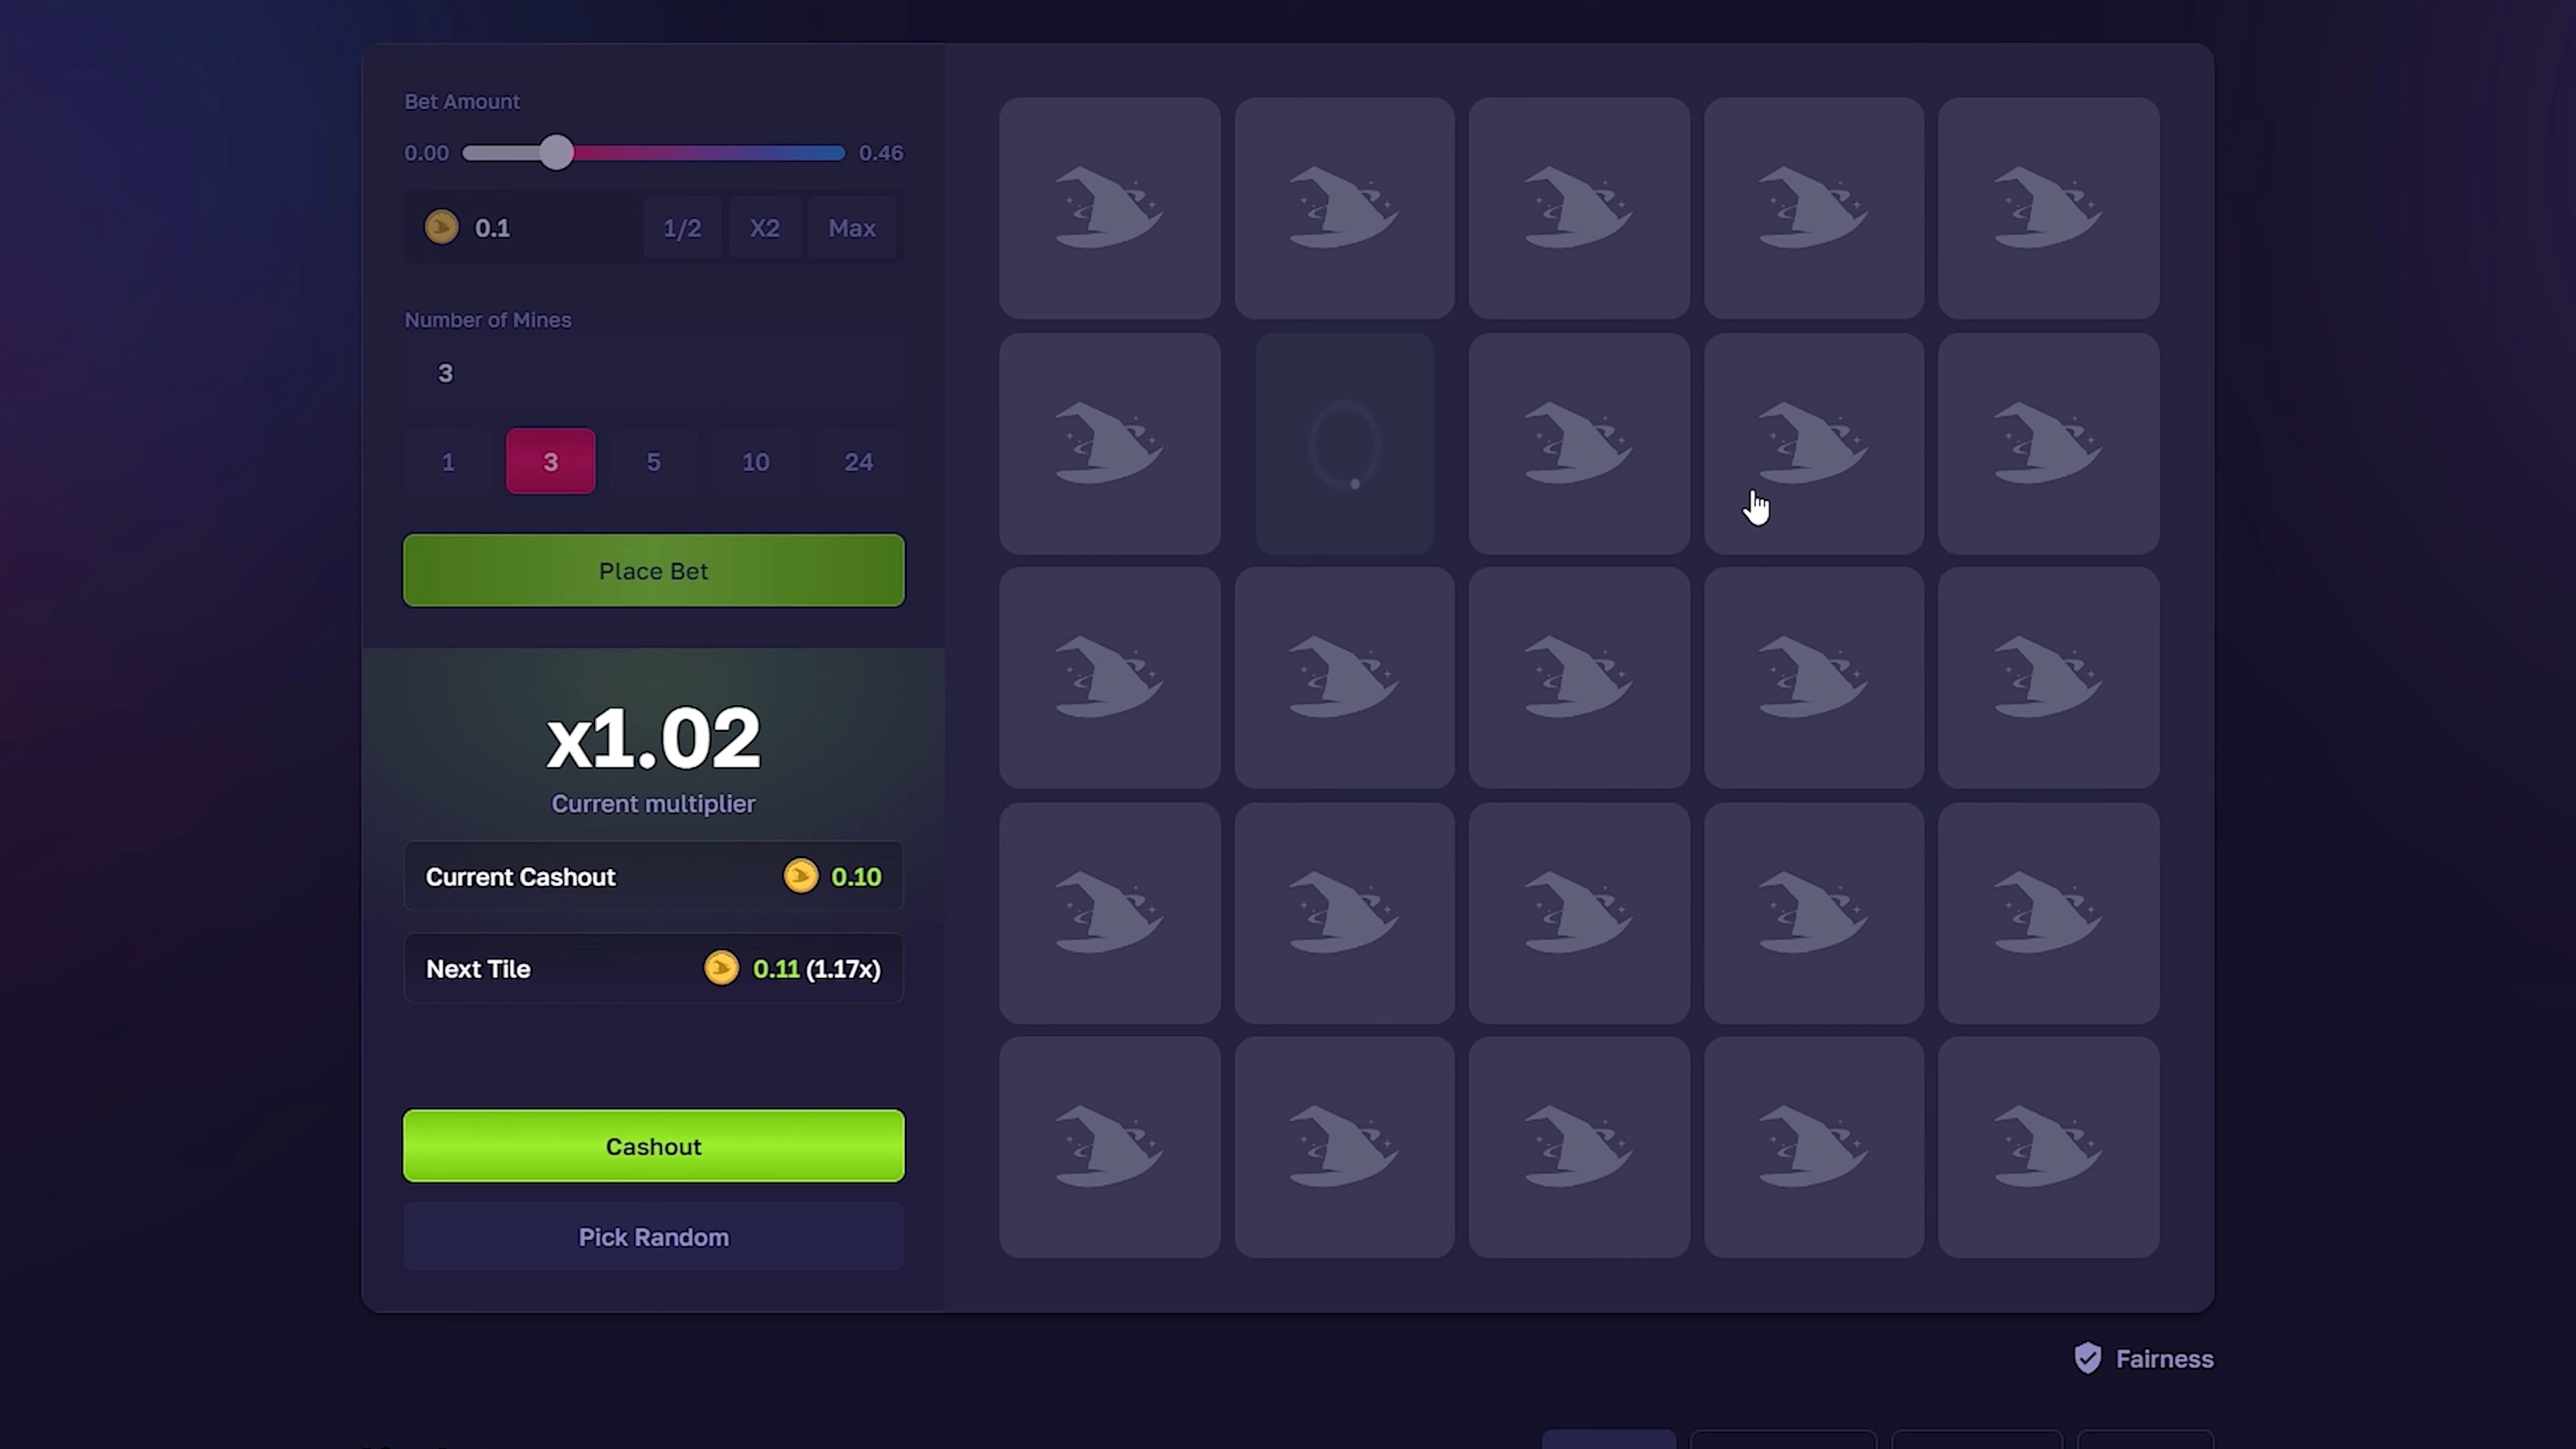 Bet Amount
0.00 0.46
0.1 1/2 X2 Max
Number of Mines
3
1 3 5 10 24
Place Bet
x1.02
Current multiplier
Current Cashout 0.10
Next Tile 0.11 (1.17x)
Cashout
Pick Random
Fairness